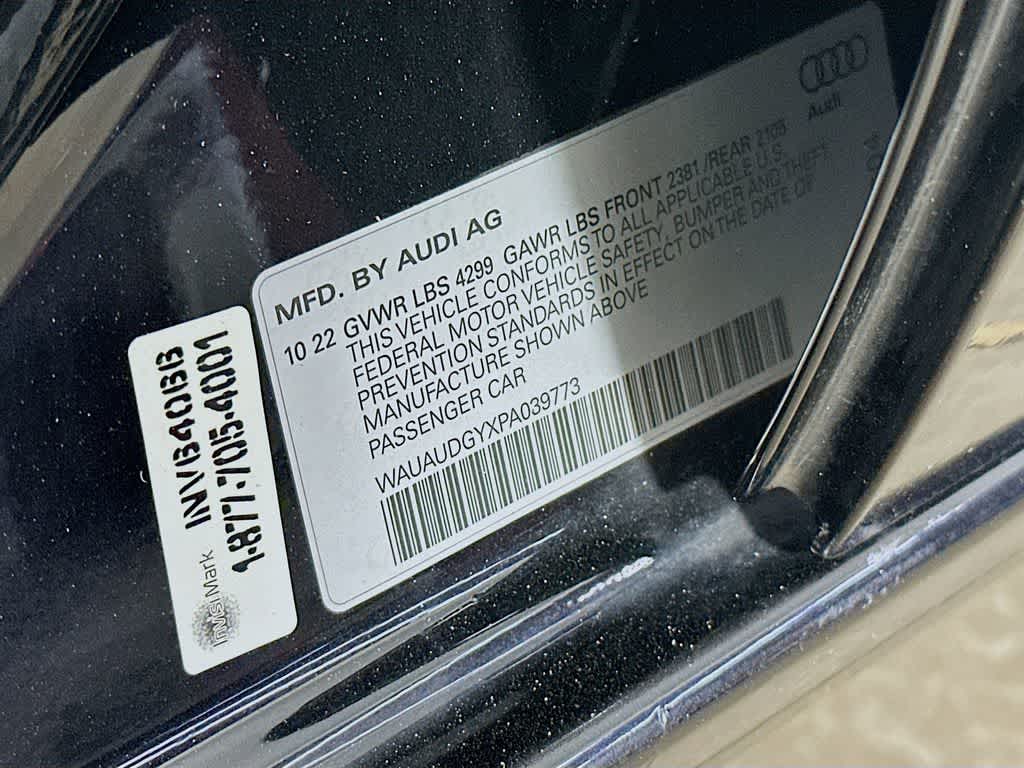 Audi
MFD. BY AUDI AG
10 22 GVWR LBS 4299 GAWR LBS FRONT 2381 /REAR 2105
THIS VEHICLE CONFORMS TO ALL APPLICABLE U.S.
FEDERAL MOTOR VEHICLE SAFETY, BUMPER AND THEFT
PREVENTION STANDARDS IN EFFECT ON THE DATE OF
MANUFACTURE SHOWN ABOVE
PASSENGER CAR
WAUAUDGYXPA039773
InvisiMark
INVB40BB
1-877-705-4001